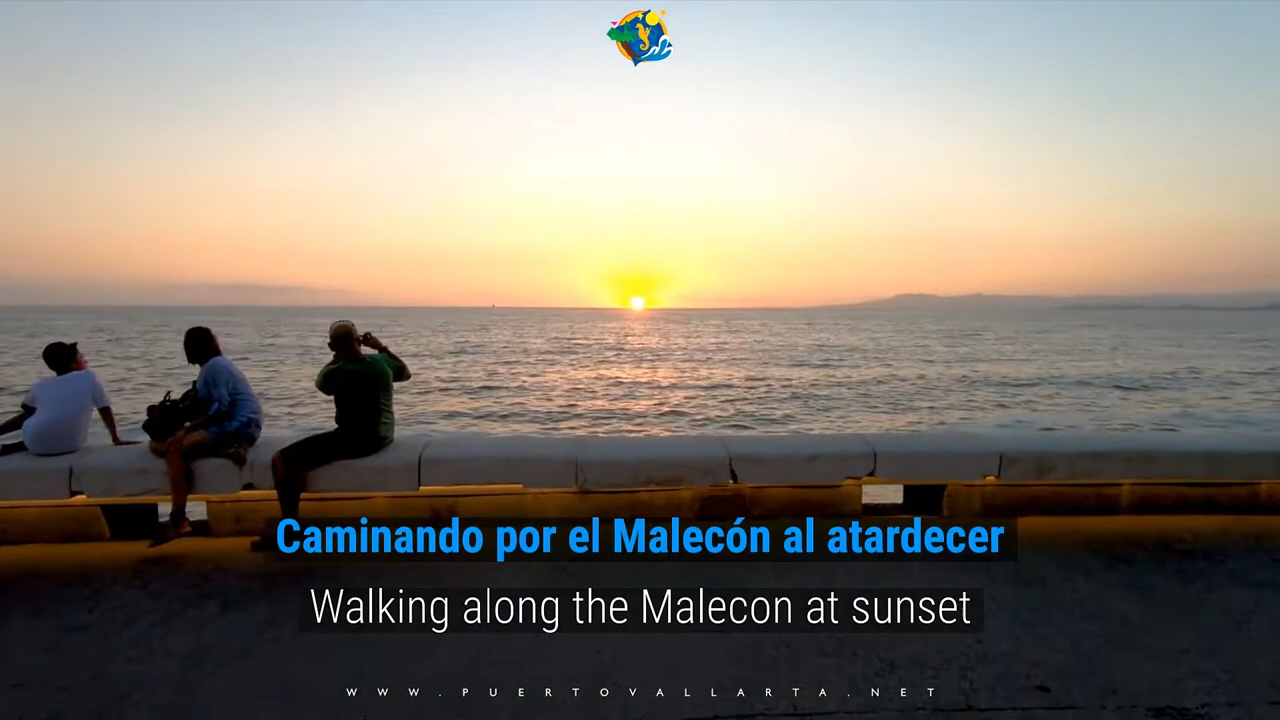 Caminando por el Malecón al atardecer
Walking along the Malecon at sunset
WWW.PUERTOVALLARTA.NET